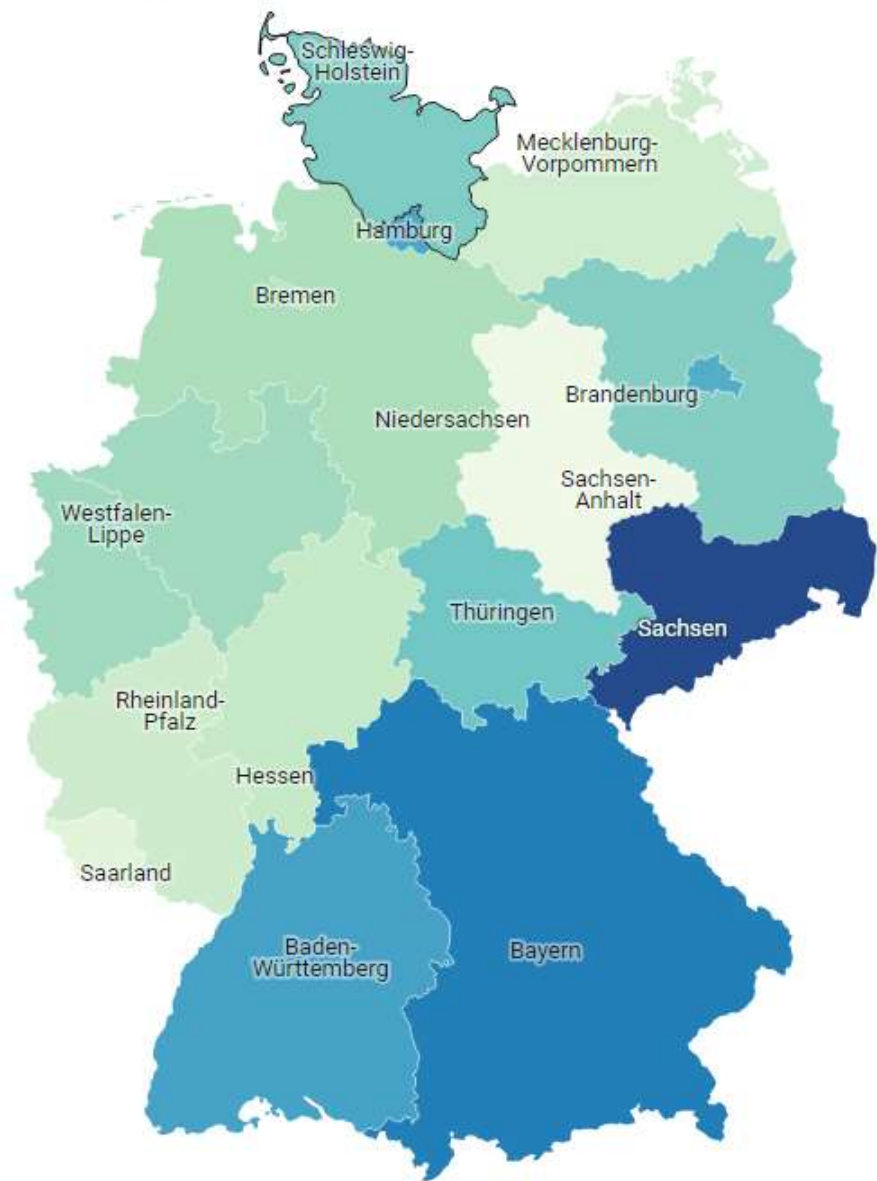 Schleswig-
Holstein
Mecklenburg-
Vorpommern
Hamburg
Bremen
Brandenburg
Niedersachsen
Sachsen-
Anhalt
Westfalen-
Lippe
Thüringen
Sachsen
Rheinland-
Pfalz
Hessen
Saarland
Baden-
Württemberg
Bayern